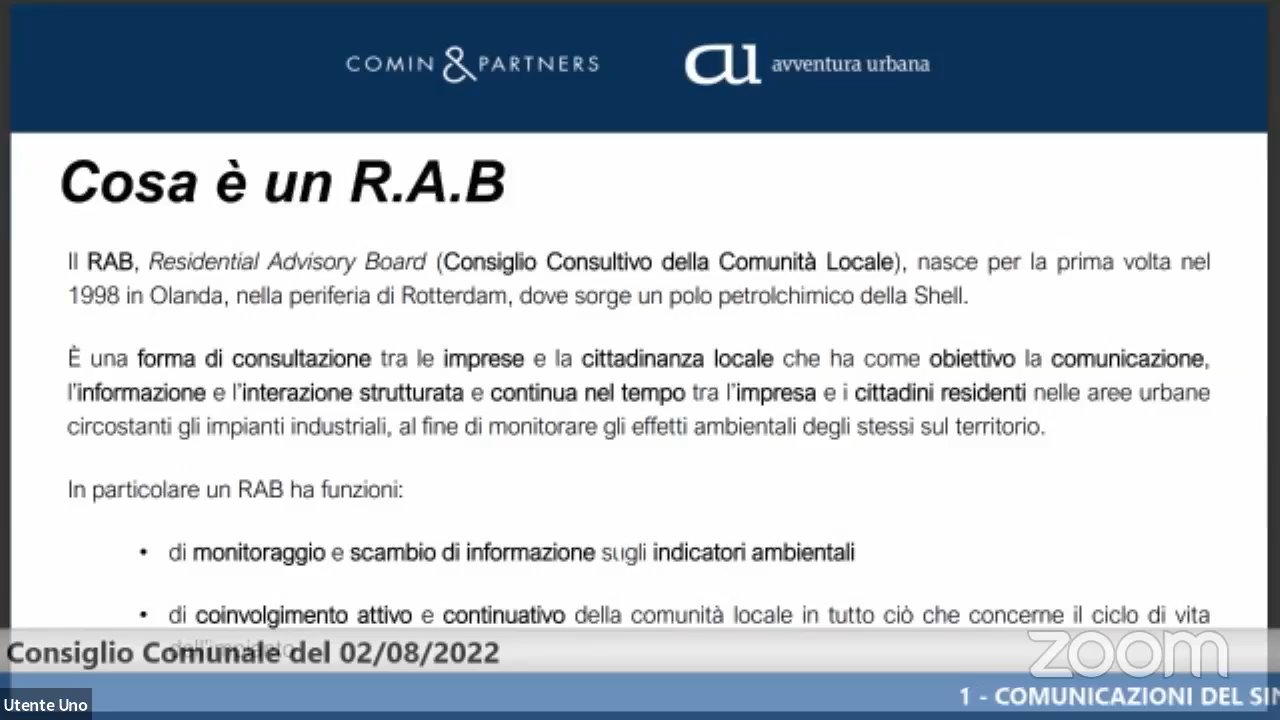 COMIN & PARTNERS
au avventura urbana
Cosa è un R.A.B
Il RAB, Residential Advisory Board (Consiglio Consultivo della Comunità Locale), nasce per la prima volta nel
1998 in Olanda, nella periferia di Rotterdam, dove sorge un polo petrolchimico della Shell.
È una forma di consultazione tra le imprese e la cittadinanza locale che ha come obiettivo la comunicazione,
l'informazione e l'interazione strutturata e continua nel tempo tra l'impresa e i cittadini residenti nelle aree urbane
circostanti gli impianti industriali, al fine di monitorare gli effetti ambientali degli stessi sul territorio.
In particolare un RAB ha funzioni:
• di monitoraggio e scambio di informazione sugli indicatori ambientali
• di coinvolgimento attivo e continuativo della comunità locale in tutto ciò che concerne il ciclo di vita
Consiglio Comunale del 02/08/2022
zoom
1 - COMUNICAZIONI DEL SIN
Utente Uno